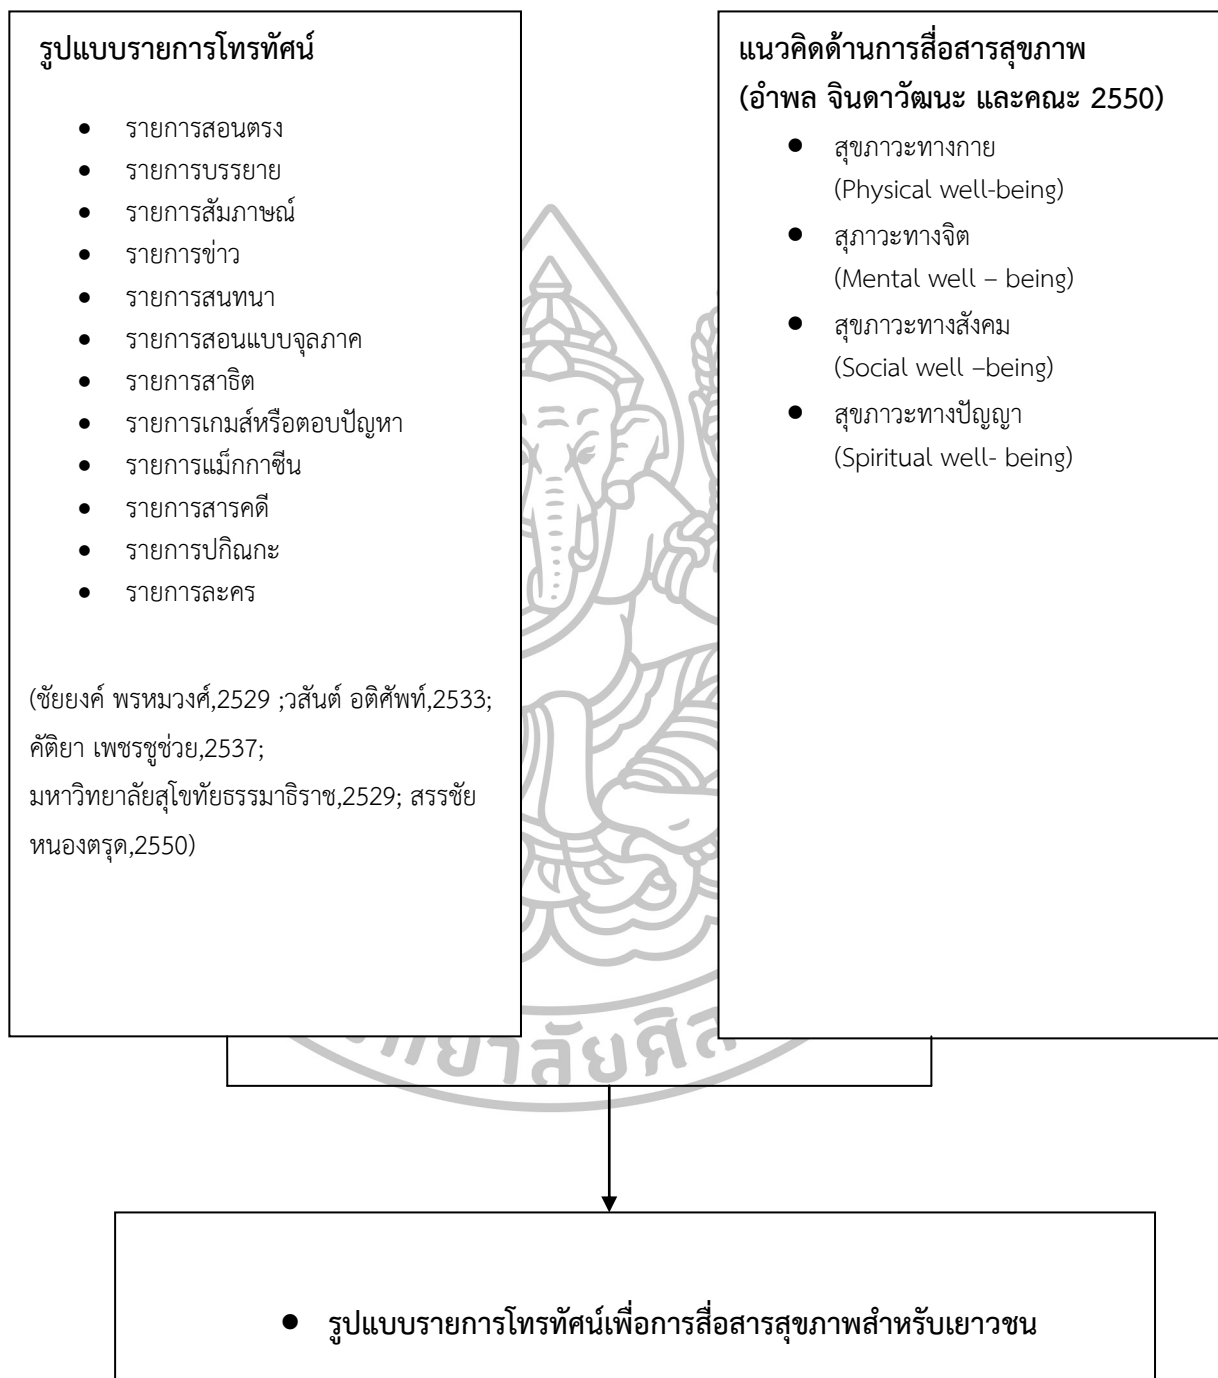 รูปแบบรายการโทรทัศน์
● รายการสอนตรง
● รายการบรรยาย
● รายการสัมภาษณ์
● รายการข่าว
● รายการสนทนา
● รายการสอนแบบจุลภาค
● รายการสาธิต
● รายการเกมส์หรือตอบปัญหา
● รายการแม็กกาซีน
● รายการสารคดี
● รายการปกิณกะ
● รายการละคร
(ชัยยงค์ พรหมวงศ์,2529 ;วสันต์ อติศัพท์,2533;
คัติยา เพชรชูช่วย,2537;
มหาวิทยาลัยสุโขทัยธรรมาธิราช,2529; สรรชัย
หนองตรุด,2550)
แนวคิดด้านการสื่อสารสุขภาพ
(อำพล จินดาวัฒนะ และคณะ 2550)
● สุขภาวะทางกาย
(Physical well-being)
● สุภาวะทางจิต
(Mental well – being)
● สุขภาวะทางสังคม
(Social well –being)
● สุขภาวะทางปัญญา
(Spiritual well- being)
ทยาลัยศิล
● รูปแบบรายการโทรทัศน์เพื่อการสื่อสารสุขภาพสำหรับเยาวชน